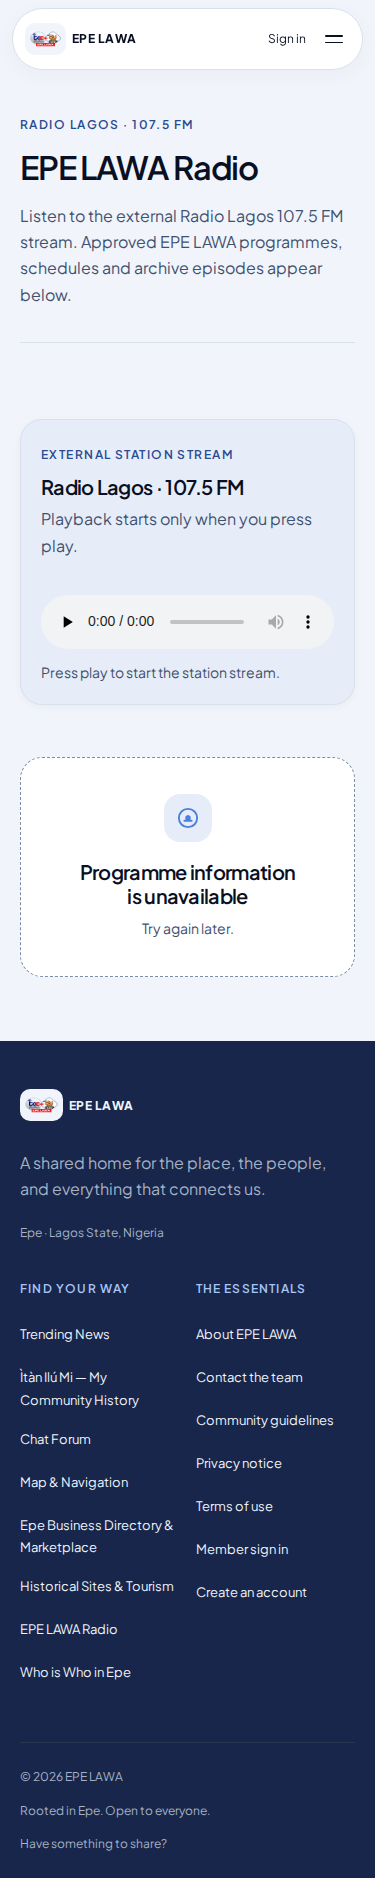 EPE LAWA
Sign in
RADIO LAGOS · 107.5 FM
EPE LAWA Radio
Listen to the external Radio Lagos 107.5 FM
stream. Approved EPE LAWA programmes,
schedules and archive episodes appear
below.
EXTERNAL STATION STREAM
Radio Lagos · 107.5 FM
Playback starts only when you press
play.
0:00 / 0:00
Press play to start the station stream.
Programme information
is unavailable
Try again later.
EPE LAWA
A shared home for the place, the people,
and everything that connects us.
Epe · Lagos State, Nigeria
FIND YOUR WAY
Trending News
Ìtàn Ilú Mi — My
Community History
Chat Forum
Map & Navigation
Epe Business Directory &
Marketplace
Historical Sites & Tourism
EPE LAWA Radio
Who is Who in Epe
THE ESSENTIALS
About EPE LAWA
Contact the team
Community guidelines
Privacy notice
Terms of use
Member sign in
Create an account
© 2026 EPE LAWA
Rooted in Epe. Open to everyone.
Have something to share?